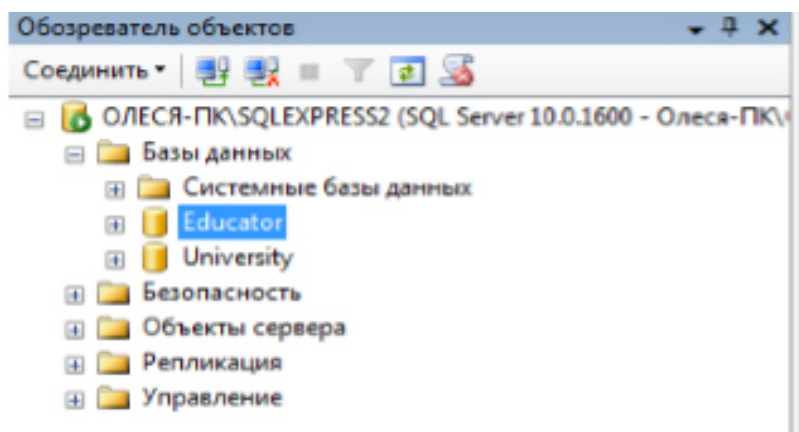 Обозреватель объектов
Соединить
ОЛЕСЯ-ПК\SQLEXPRESS2 (SQL Server 10.0.1600 - Олеся-ПК\
Базы данных
Системные базы данных
Educator
University
Безопасность
Объекты сервера
Репликация
Управление